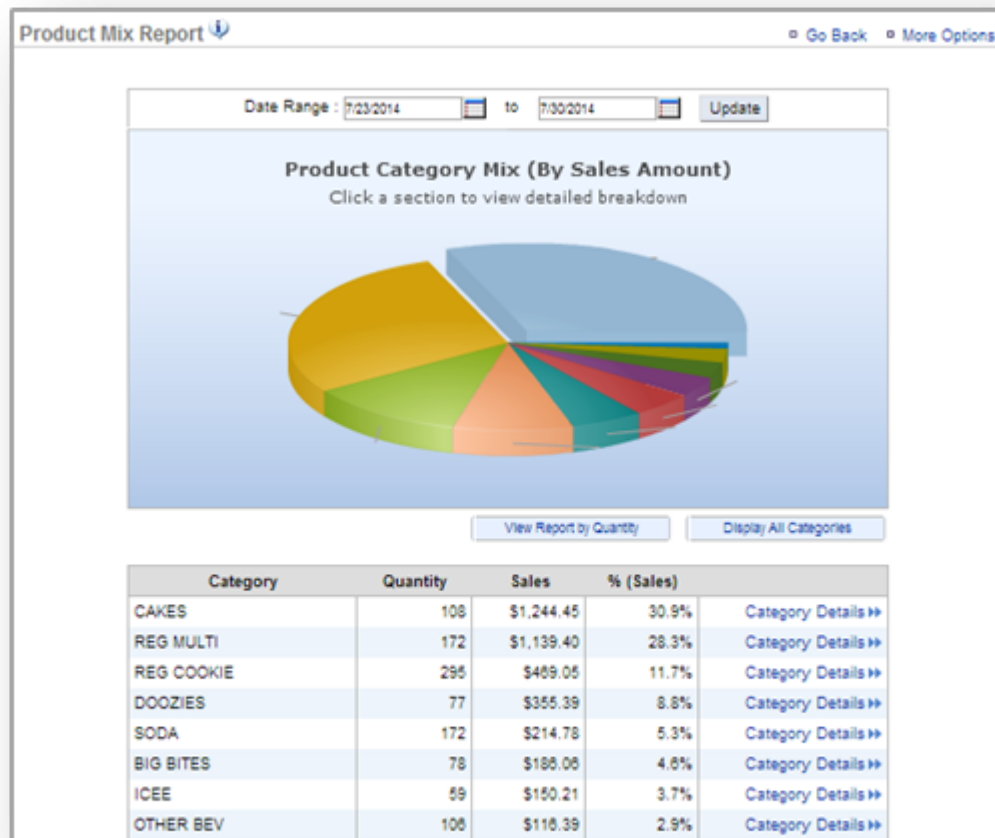 Product Mix Report
Go Back More Options
Date Range : 7/23/2014 to 7/30/2014 Update
Product Category Mix (By Sales Amount)
Click a section to view detailed breakdown
View Report by Quantity Display All Categories
Category Quantity Sales % (Sales)
CAKES 108 $1,244.45 30.9% Category Details
REG MULTI 172 $1,139.40 28.3% Category Details
REG COOKIE 295 $469.05 11.7% Category Details
DOOZIES 77 $355.39 8.8% Category Details
SODA 172 $214.78 5.3% Category Details
BIG BITES 78 $186.06 4.6% Category Details
ICEE 59 $150.21 3.7% Category Details
OTHER BEV 106 $116.39 2.9% Category Details